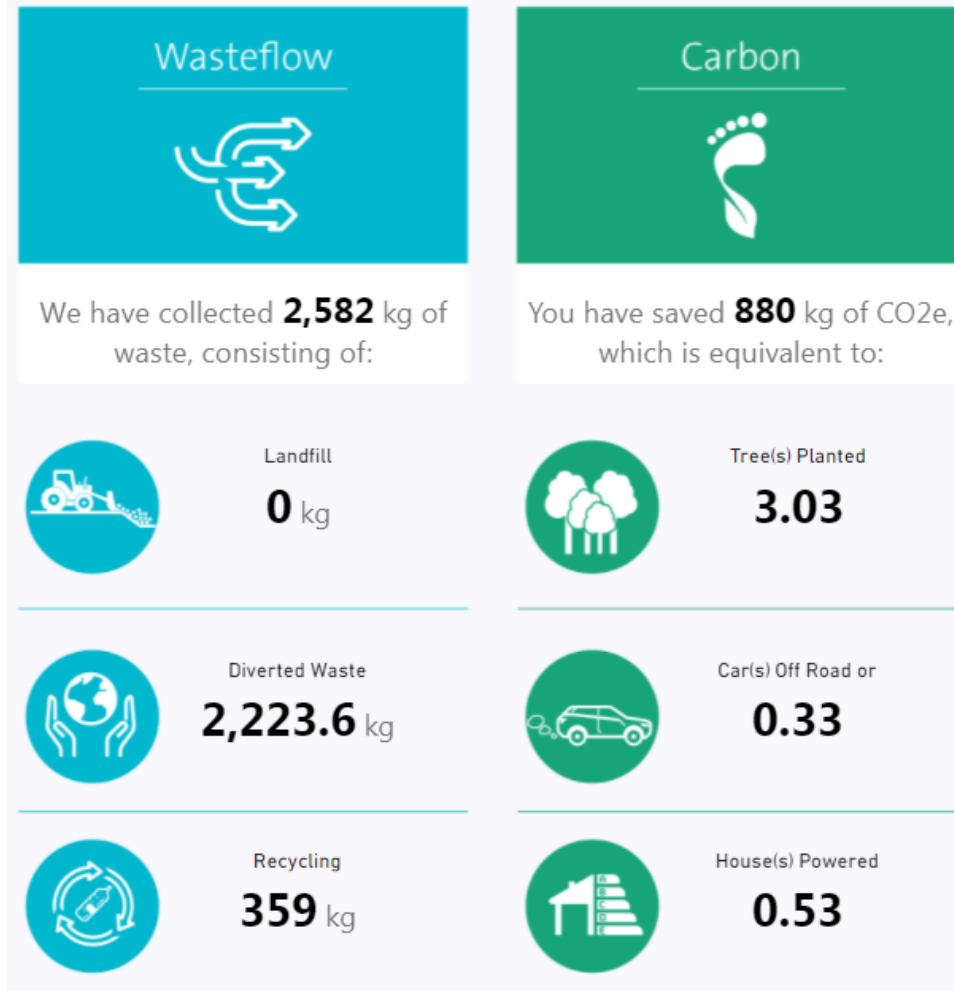 Wasteflow
We have collected 2,582 kg of
waste, consisting of:
Landfill
0 kg
Diverted Waste
2,223.6 kg
Recycling
359 kg
Carbon
You have saved 880 kg of CO2e,
which is equivalent to:
Tree(s) Planted
3.03
Car(s) Off Road or
0.33
House(s) Powered
A
B
C
D
E
0.53